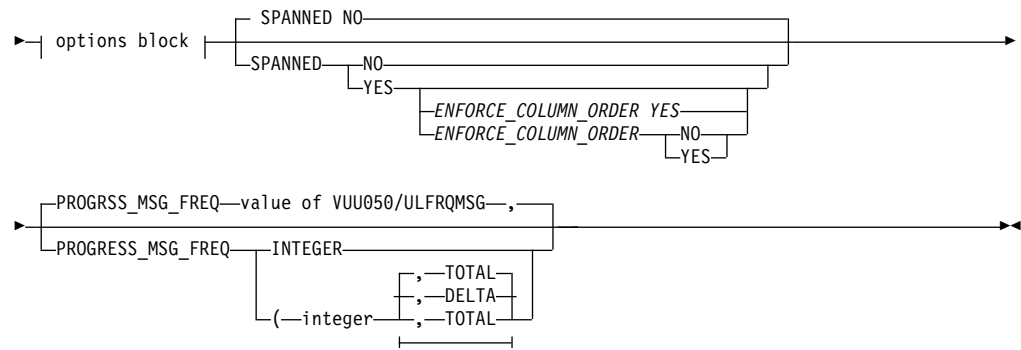 SPANNED NO
options block
SPANNED NO
YES
ENFORCE_COLUMN_ORDER YES
ENFORCE_COLUMN_ORDER NO
YES
PROGRSS_MSG_FREQ value of VUU050/ULFRQMSG ,
PROGRESS_MSG_FREQ INTEGER
, TOTAL
, DELTA
( integer , TOTAL